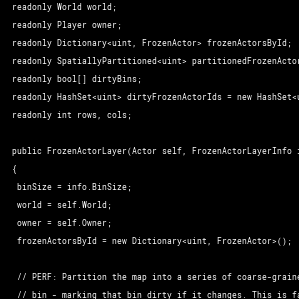 readonly World world;
readonly Player owner;
readonly Dictionary<uint, FrozenActor> frozenActorsById;
readonly SpatiallyPartitioned<uint> partitionedFrozenActor
readonly bool[] dirtyBins;
readonly HashSet<uint> dirtyFrozenActorIds = new HashSet<u
readonly int rows, cols;
public FrozenActorLayer(Actor self, FrozenActorLayerInfo i
{
binSize = info.BinSize;
world = self.World;
owner = self.Owner;
frozenActorsById = new Dictionary<uint, FrozenActor>();
// PERF: Partition the map into a series of coarse-graine
// bin - marking that bin dirty if it changes. This is fa